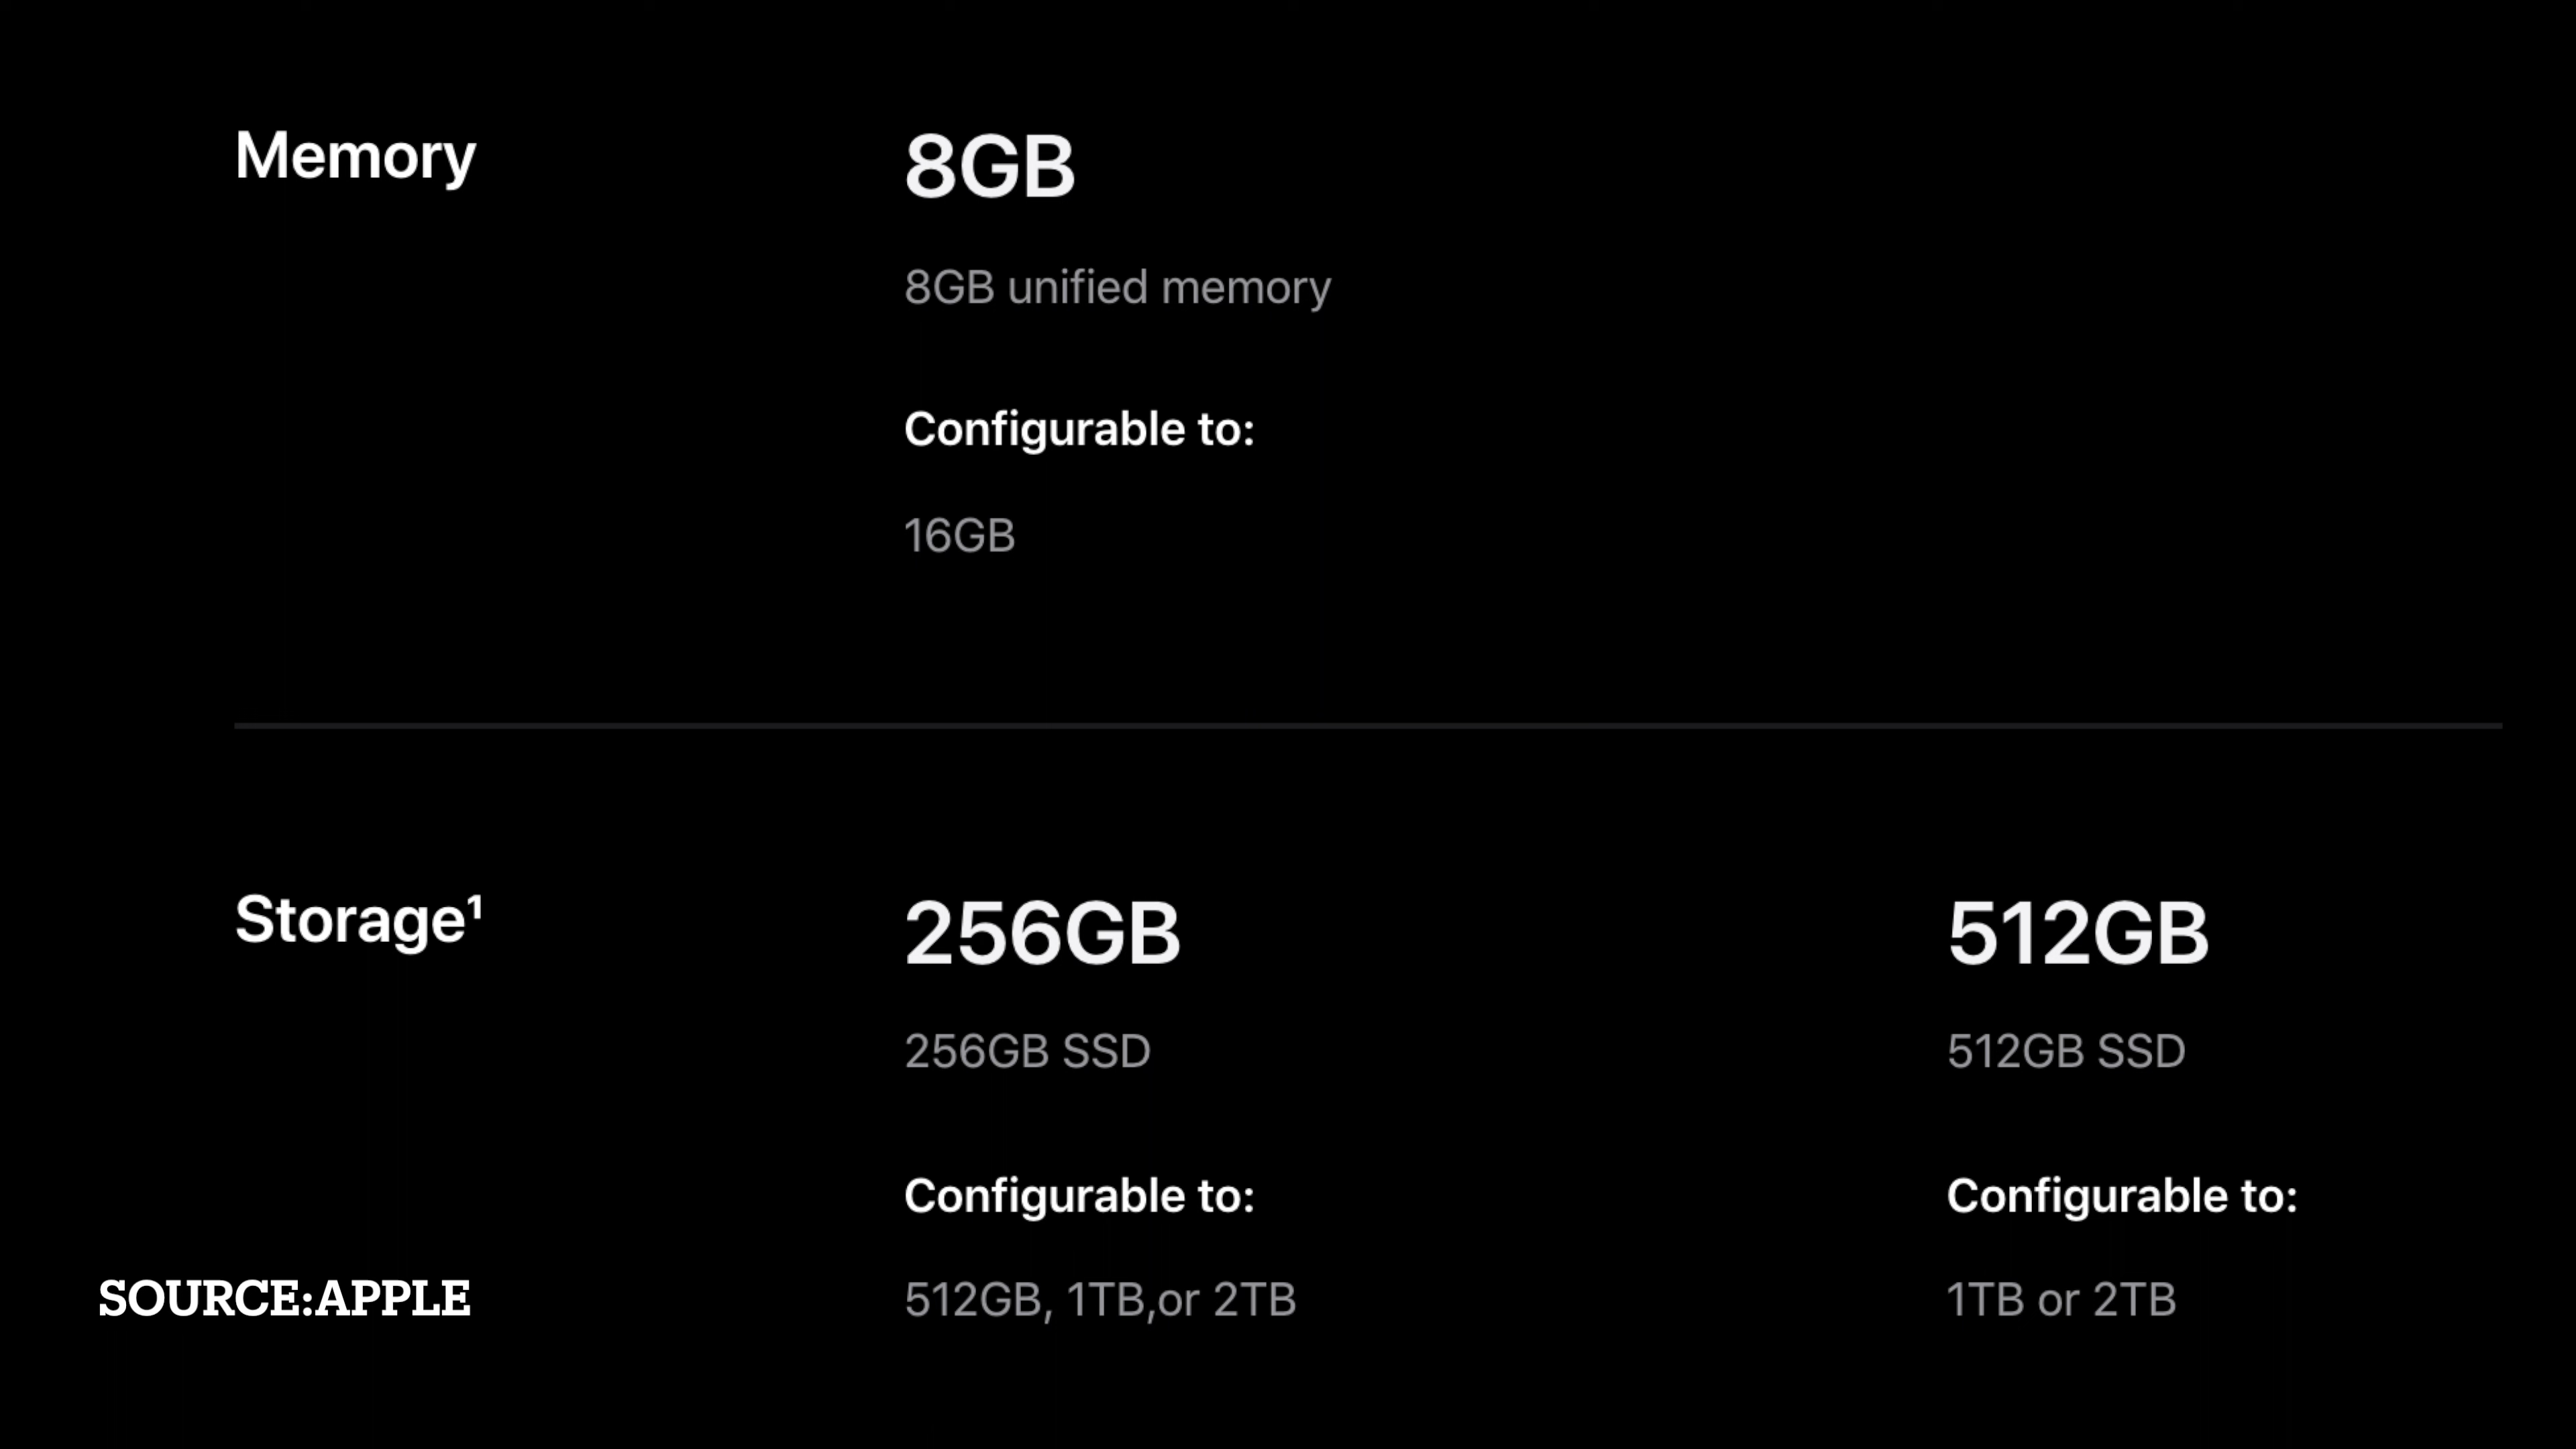 Memory
8GB
8GB unified memory
Configurable to:
16GB
Storage¹
256GB
512GB
256GB SSD
512GB SSD
Configurable to:
Configurable to:
512GB, 1TB,or 2TB
1TB or 2TB
SOURCE:APPLE